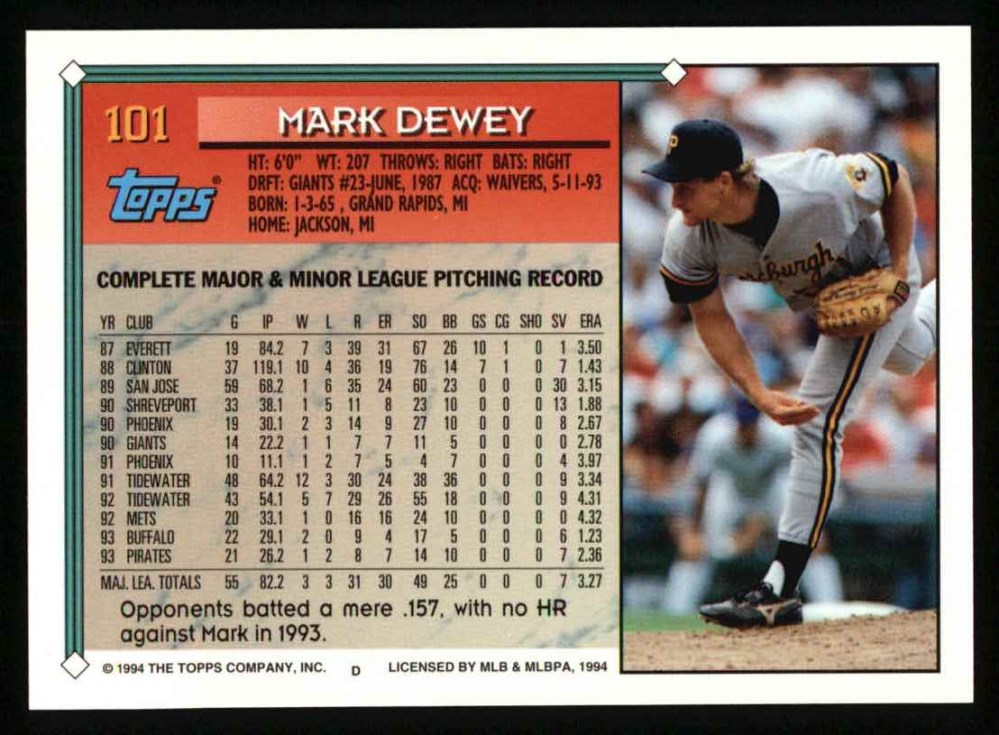 101
MARK DEWEY
Topps®
HT: 6'0" WT: 207 THROWS: RIGHT BATS: RIGHT
DRFT: GIANTS #23-JUNE, 1987 ACQ: WAIVERS, 5-11-93
BORN: 1-3-65 , GRAND RAPIDS, MI
HOME: JACKSON, MI
COMPLETE MAJOR & MINOR LEAGUE PITCHING RECORD
YR CLUB G IP W L R ER SO BB GS CG SHO SV ERA
87 EVERETT 19 84.2 7 3 39 31 67 26 10 1 0 1 3.50
88 CLINTON 37 119.1 10 4 36 19 76 14 7 1 0 7 1.43
89 SAN JOSE 59 68.2 1 6 35 24 60 23 0 0 0 30 3.15
90 SHREVEPORT 33 38.1 1 5 11 8 23 10 0 0 0 13 1.88
90 PHOENIX 19 30.1 2 3 14 9 27 10 0 0 0 8 2.67
90 GIANTS 14 22.2 1 1 7 7 11 5 0 0 0 0 2.78
91 PHOENIX 10 11.1 1 2 7 5 4 7 0 0 0 4 3.97
91 TIDEWATER 48 64.2 12 3 30 24 38 36 0 0 0 9 3.34
92 TIDEWATER 43 54.1 5 7 29 26 55 18 0 0 0 9 4.31
92 METS 20 33.1 1 0 16 16 24 10 0 0 0 0 4.32
93 BUFFALO 22 29.1 2 0 9 4 17 5 0 0 0 6 1.23
93 PIRATES 21 26.2 1 2 8 7 14 10 0 0 0 7 2.36
MAJ. LEA. TOTALS 55 82.2 3 3 31 30 49 25 0 0 0 7 3.27
Opponents batted a mere .157, with no HR
against Mark in 1993.
© 1994 THE TOPPS COMPANY, INC. D LICENSED BY MLB & MLBPA, 1994
P